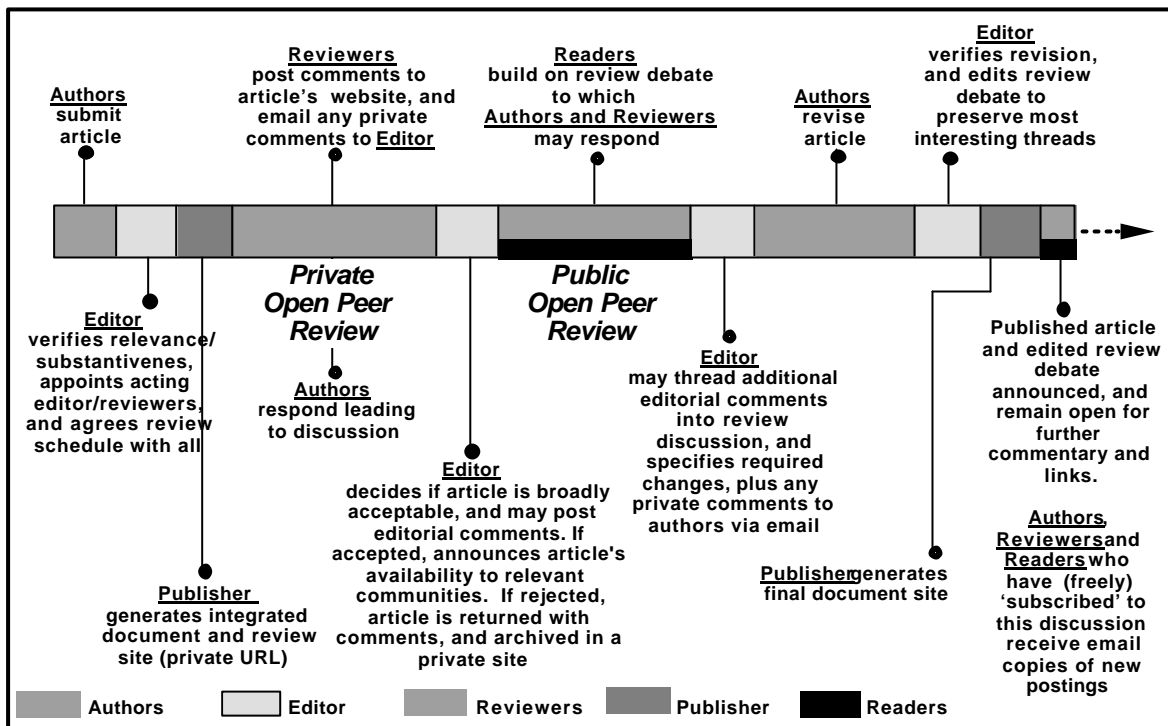 Authors
submit
article
Reviewers
post comments to
article's website, and
email any private
comments to Editor
Readers
build on review debate
to which
Authors and Reviewers
may respond
Authors
revise
article
Editor
verifies revision,
and edits review
debate to
preserve most
interesting threads
Private
Open Peer
Review
Public
Open Peer
Review
Editor
verifies relevance/
substantivenes,
appoints acting
editor/reviewers,
and agrees review
schedule with all
Authors
respond leading
to discussion
Publisher
generates integrated
document and review
site (private URL)
Editor
decides if article is broadly
acceptable, and may post
editorial comments. If
accepted, announces article's
availability to relevant
communities. If rejected,
article is returned with
comments, and archived in a
private site
Editor
may thread additional
editorial comments
into review
discussion, and
specifies required
changes, plus any
private comments to
authors via email
Publisher generates
final document site
Published article
and edited review
debate
announced, and
remain open for
further
commentary and
links.
Authors,
Reviewers and
Readers who
have (freely)
‘subscribed’ to
this discussion
receive email
copies of new
postings
Authors
Editor
Reviewers
Publisher
Readers